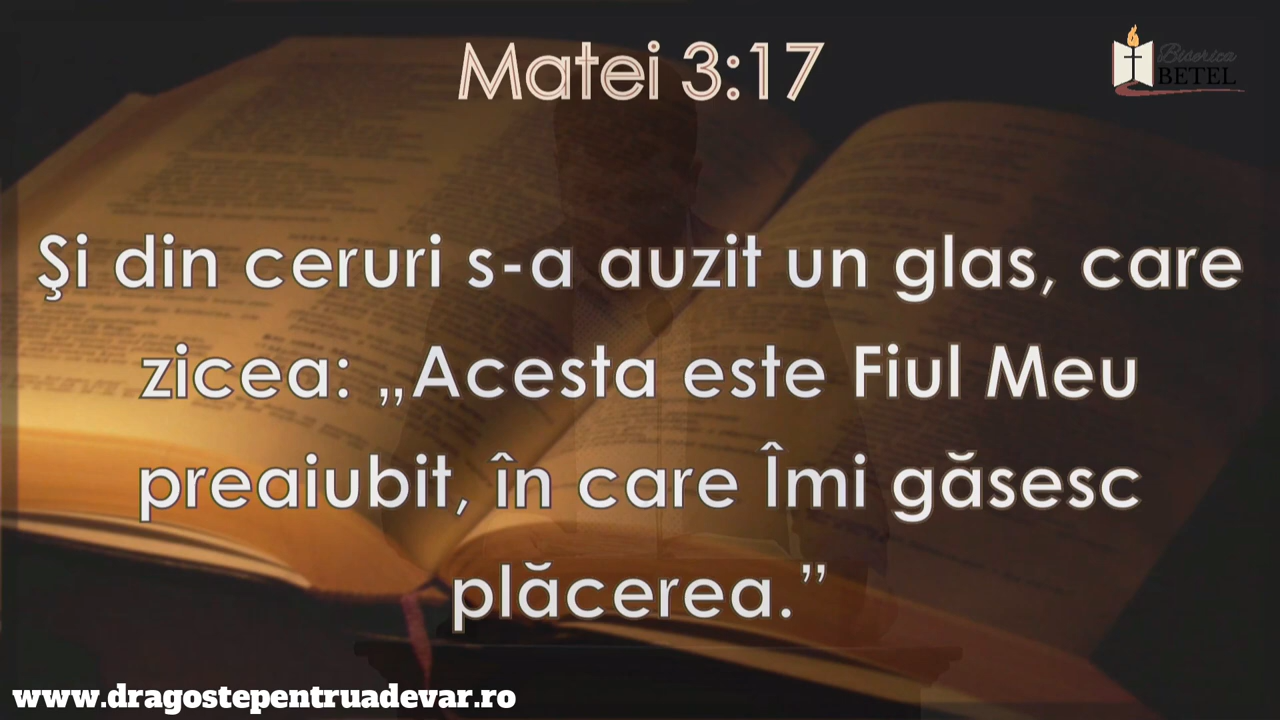 Matei 3:17
Biserica
BETEL
Şi din ceruri s-a auzit un glas, care
zicea: „Acesta este Fiul Meu
preaiubit, în care Îmi găsesc
plăcerea.”
www.dragostepentruadevar.ro